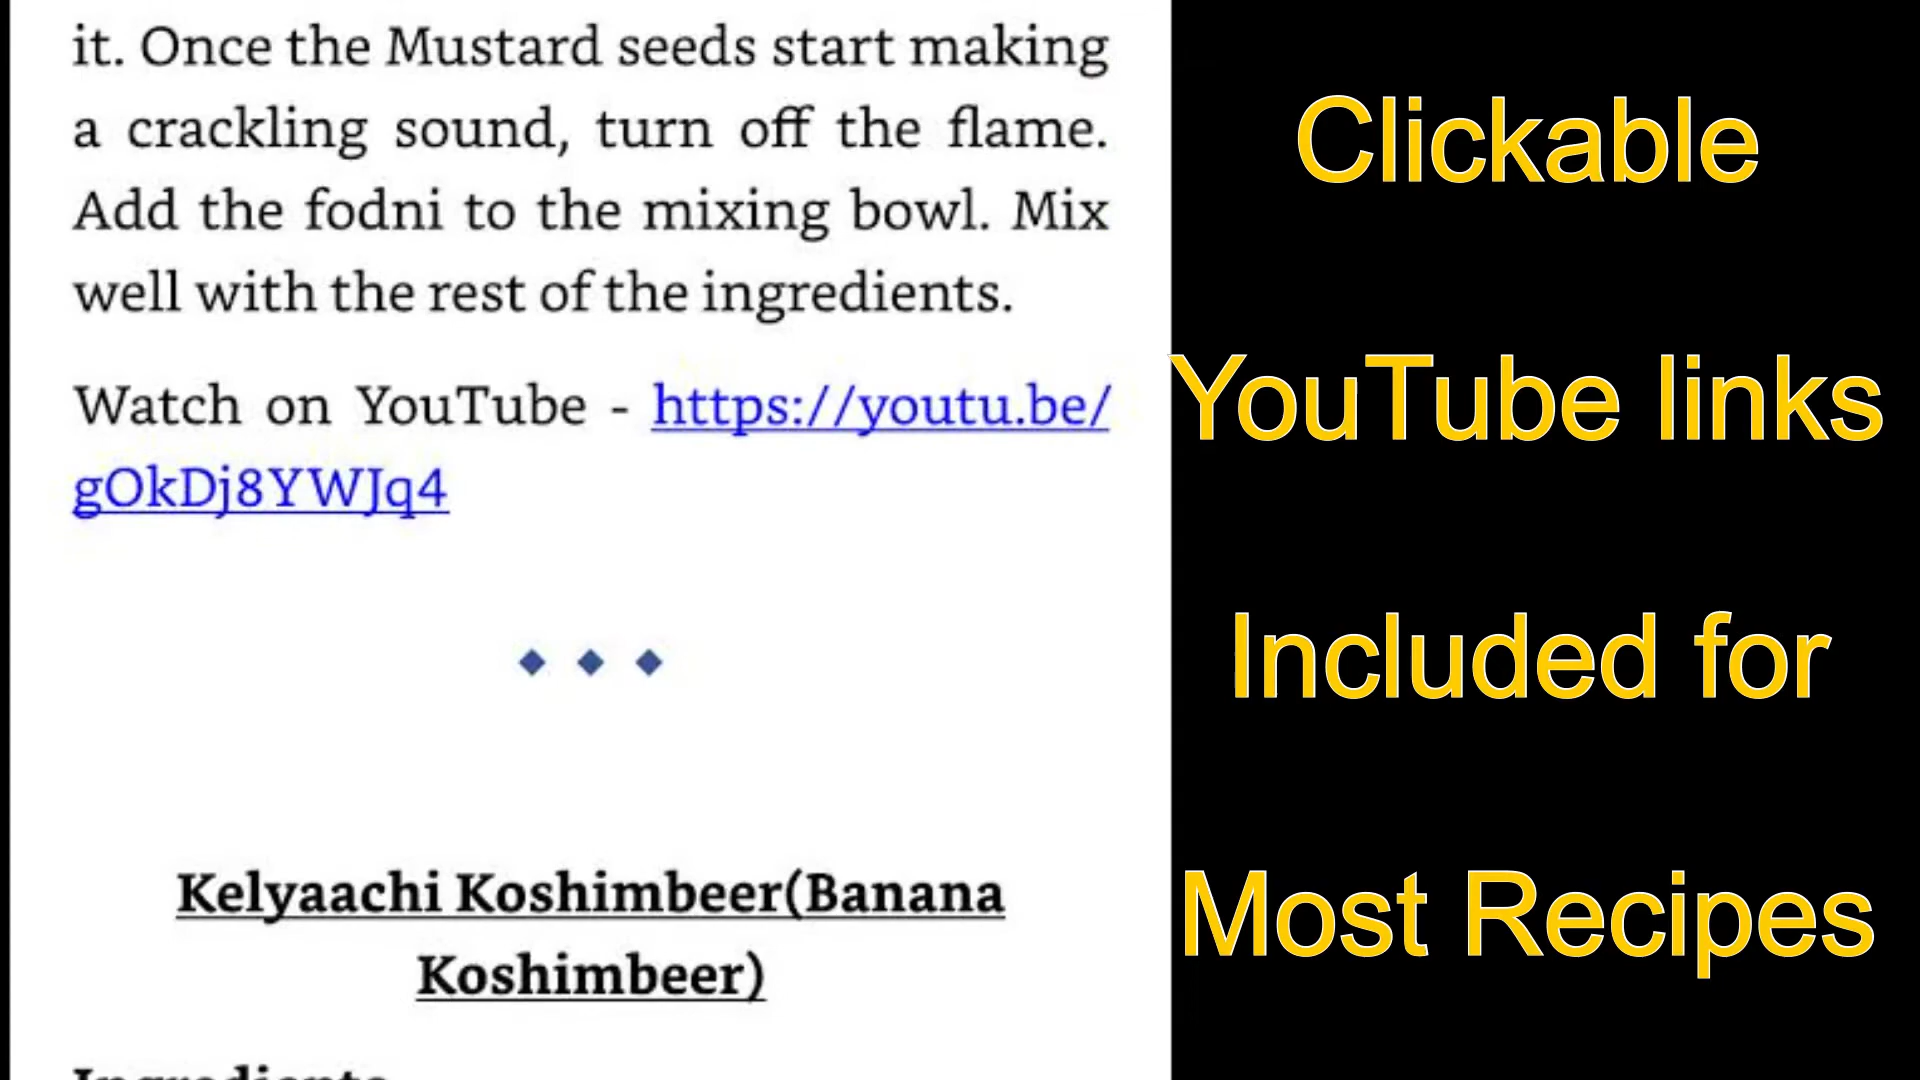 it. Once the Mustard seeds start making
a crackling sound, turn off the flame.
Add the fodni to the mixing bowl. Mix
well with the rest of the ingredients.
Watch on YouTube - https://youtu.be/
gOkDj8YWJq4
Kelyaachi Koshimbeer(Banana
Koshimbeer)
Ingredients
Clickable
YouTube links
Included for
Most Recipes